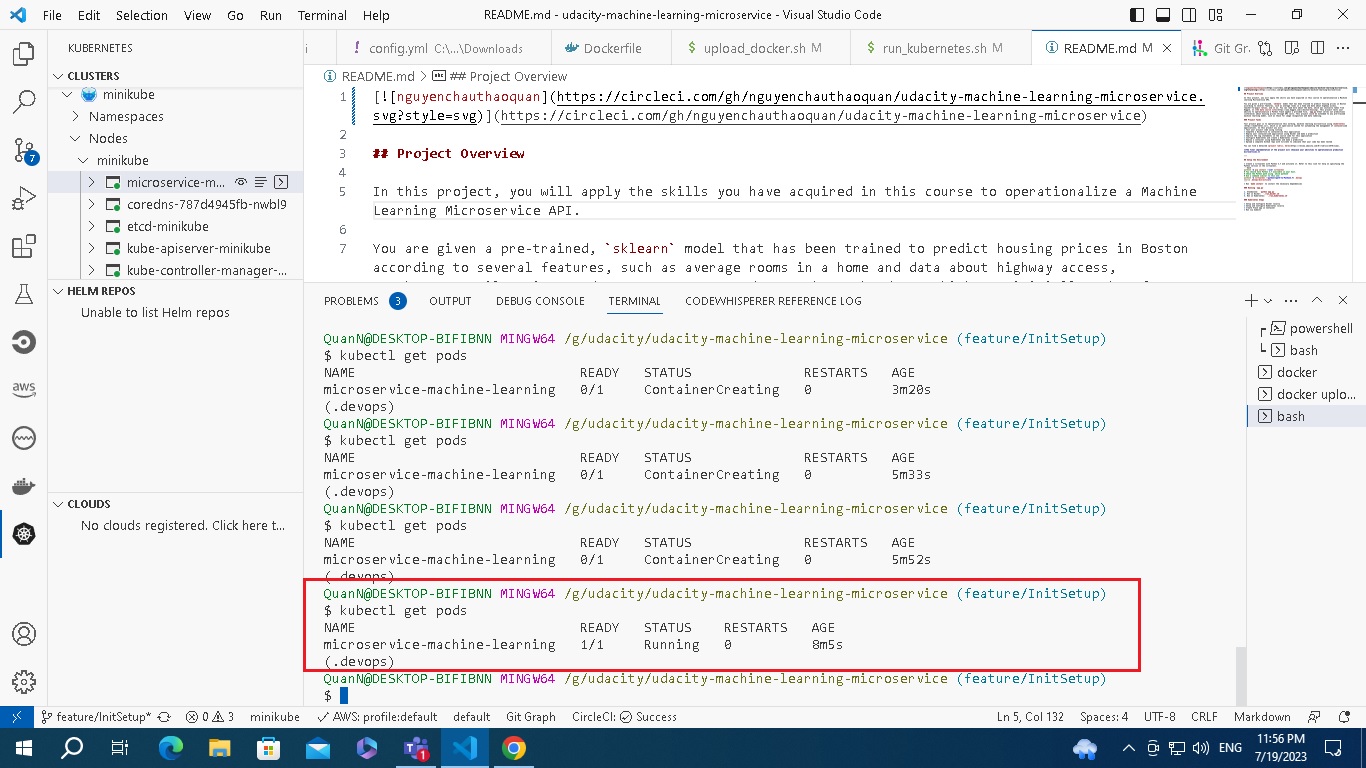 File Edit Selection View Go Run Terminal Help README.md - udacity-machine-learning-microservice - Visual Studio Code
KUBERNETES
CLUSTERS
minikube
Namespaces
Nodes
minikube
microservice-m...
coredns-787d4945fb-nwbl9
etcd-minikube
kube-apiserver-minikube
kube-controller-manager-...
HELM REPOS
Unable to list Helm repos
CLOUDS
No clouds registered. Click here t...
7
aws
config.yml C:\...\Downloads Dockerfile upload_docker.sh M run_kubernetes.sh M README.md M Git Gr
README.md > ## Project Overview
1 [![nguyenchauthaoquan](https://circleci.com/gh/nguyenchauthaoquan/udacity-machine-learning-microservice.
svg?style=svg)](https://circleci.com/gh/nguyenchauthaoquan/udacity-machine-learning-microservice)
2
3 ## Project Overview
4
5 In this project, you will apply the skills you have acquired in this course to operationalize a Machine
Learning Microservice API.
6
7 You are given a pre-trained, `sklearn` model that has been trained to predict housing prices in Boston
according to several features, such as average rooms in a home and data about highway access,
PROBLEMS 3 OUTPUT DEBUG CONSOLE TERMINAL CODEWHISPERER REFERENCE LOG
QuanN@DESKTOP-BIFIBNN MINGW64 /g/udacity/udacity-machine-learning-microservice (feature/InitSetup)
$ kubectl get pods
NAME READY STATUS RESTARTS AGE
microservice-machine-learning 0/1 ContainerCreating 0 3m20s
(.devops)
QuanN@DESKTOP-BIFIBNN MINGW64 /g/udacity/udacity-machine-learning-microservice (feature/InitSetup)
$ kubectl get pods
NAME READY STATUS RESTARTS AGE
microservice-machine-learning 0/1 ContainerCreating 0 5m33s
(.devops)
QuanN@DESKTOP-BIFIBNN MINGW64 /g/udacity/udacity-machine-learning-microservice (feature/InitSetup)
$ kubectl get pods
NAME READY STATUS RESTARTS AGE
microservice-machine-learning 0/1 ContainerCreating 0 5m52s
(.devops)
QuanN@DESKTOP-BIFIBNN MINGW64 /g/udacity/udacity-machine-learning-microservice (feature/InitSetup)
$ kubectl get pods
NAME READY STATUS RESTARTS AGE
microservice-machine-learning 1/1 Running 0 8m5s
(.devops)
QuanN@DESKTOP-BIFIBNN MINGW64 /g/udacity/udacity-machine-learning-microservice (feature/InitSetup)
$
powershell
bash
docker
docker uplo...
bash
feature/InitSetup* 0 3 minikube AWS: profile:default default Git Graph CircleCI: Success Ln 5, Col 132 Spaces: 4 UTF-8 CRLF Markdown
1 ENG 11:56 PM
7/19/2023